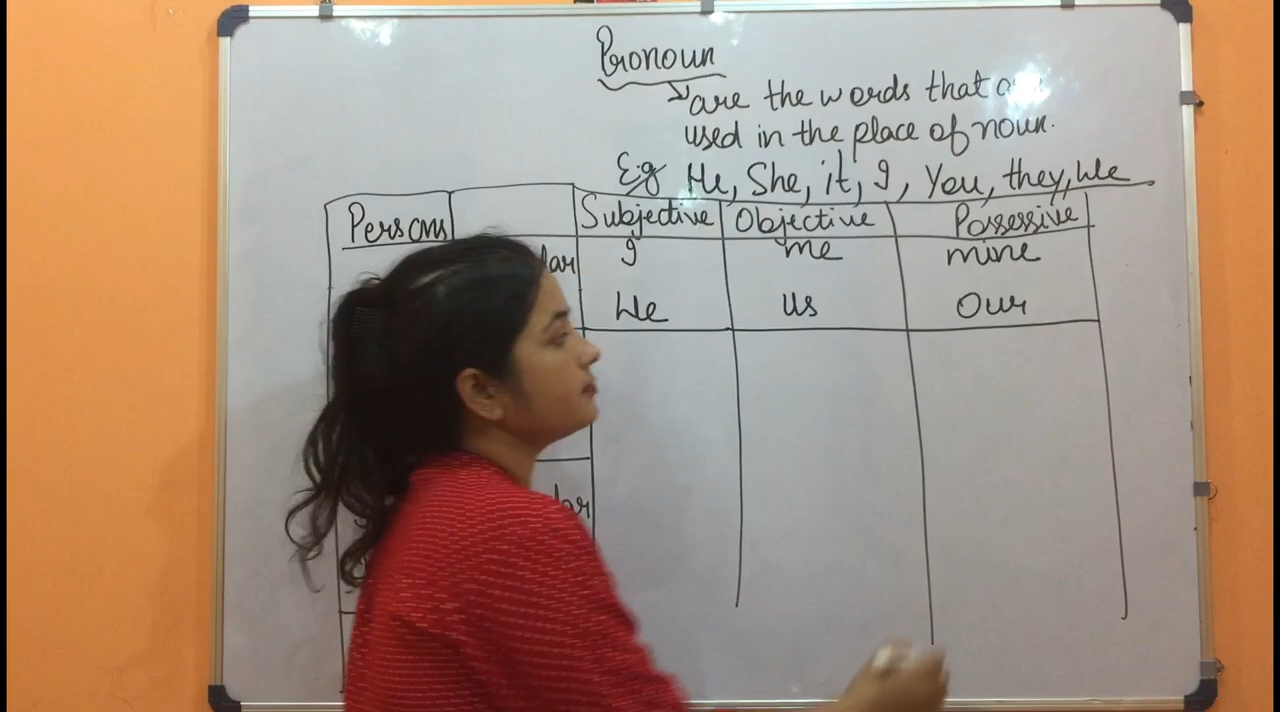 Pronoun
are the words that
used in the place of noun.
Eg He, She, it, I, You, they, We
Persons Subjective Objective Possessive
lar I me mine
We us Our
lar